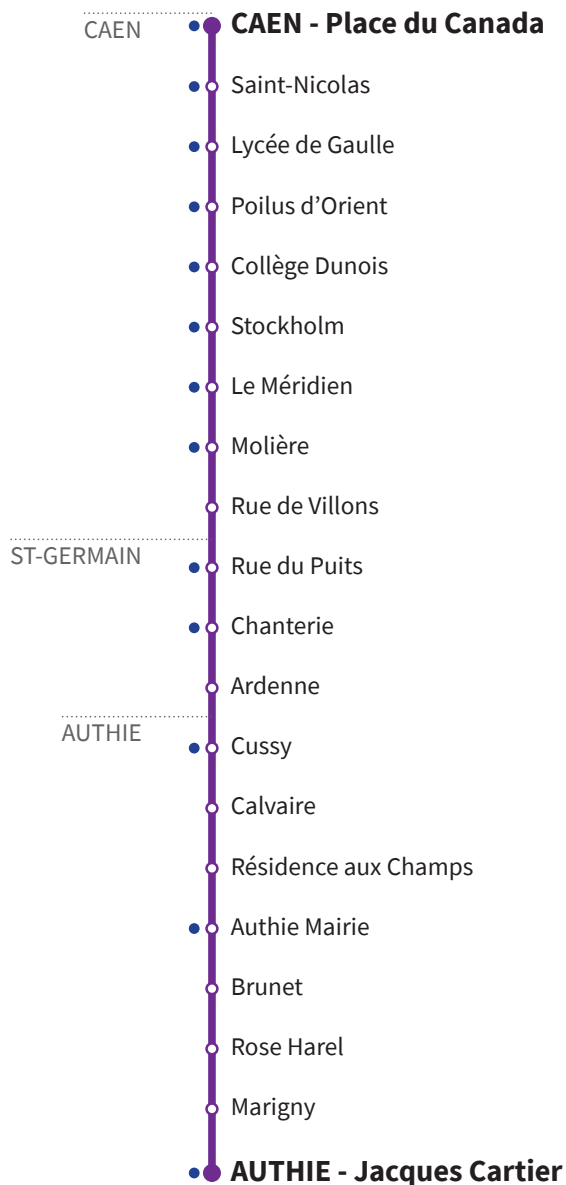 CAEN
CAEN - Place du Canada
Saint-Nicolas
Lycée de Gaulle
Poilus d’Orient
Collège Dunois
Stockholm
Le Méridien
Molière
Rue de Villons
ST-GERMAIN
Rue du Puits
Chanterie
Ardenne
AUTHIE
Cussy
Calvaire
Résidence aux Champs
Authie Mairie
Brunet
Rose Harel
Marigny
AUTHIE - Jacques Cartier